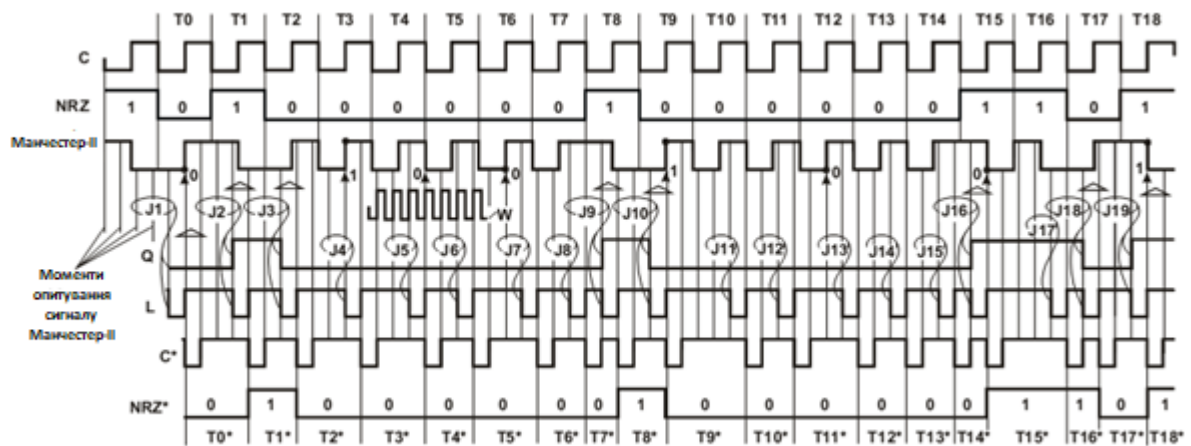 T0 T1 T2 T3 T4 T5 T6 T7 T8 T9 T10 T11 T12 T13 T14 T15 T16 T17 T18
C
NRZ 1 0 1 0 0 0 0 0 0 1 0 0 0 0 0 0 1 1 0 1
Манчестер-II 0 1 0 0 1 0 0 1
W
J1 J2 J3 J9 J10 J16 J18 J19
Q J4 J5 J6 J7 J8 J11 J12 J13 J14 J15 J17
Моменти
опитування
сигналу
Манчестер-II
L
C*
NRZ* 0 1 0 0 0 0 0 0 1 0 0 0 0 0 0 1 1 0 1
T0* T1* T2* T3* T4* T5* T6* T7* T8* T9* T10* T11* T12* T13* T14* T15* T16* T17* T18*